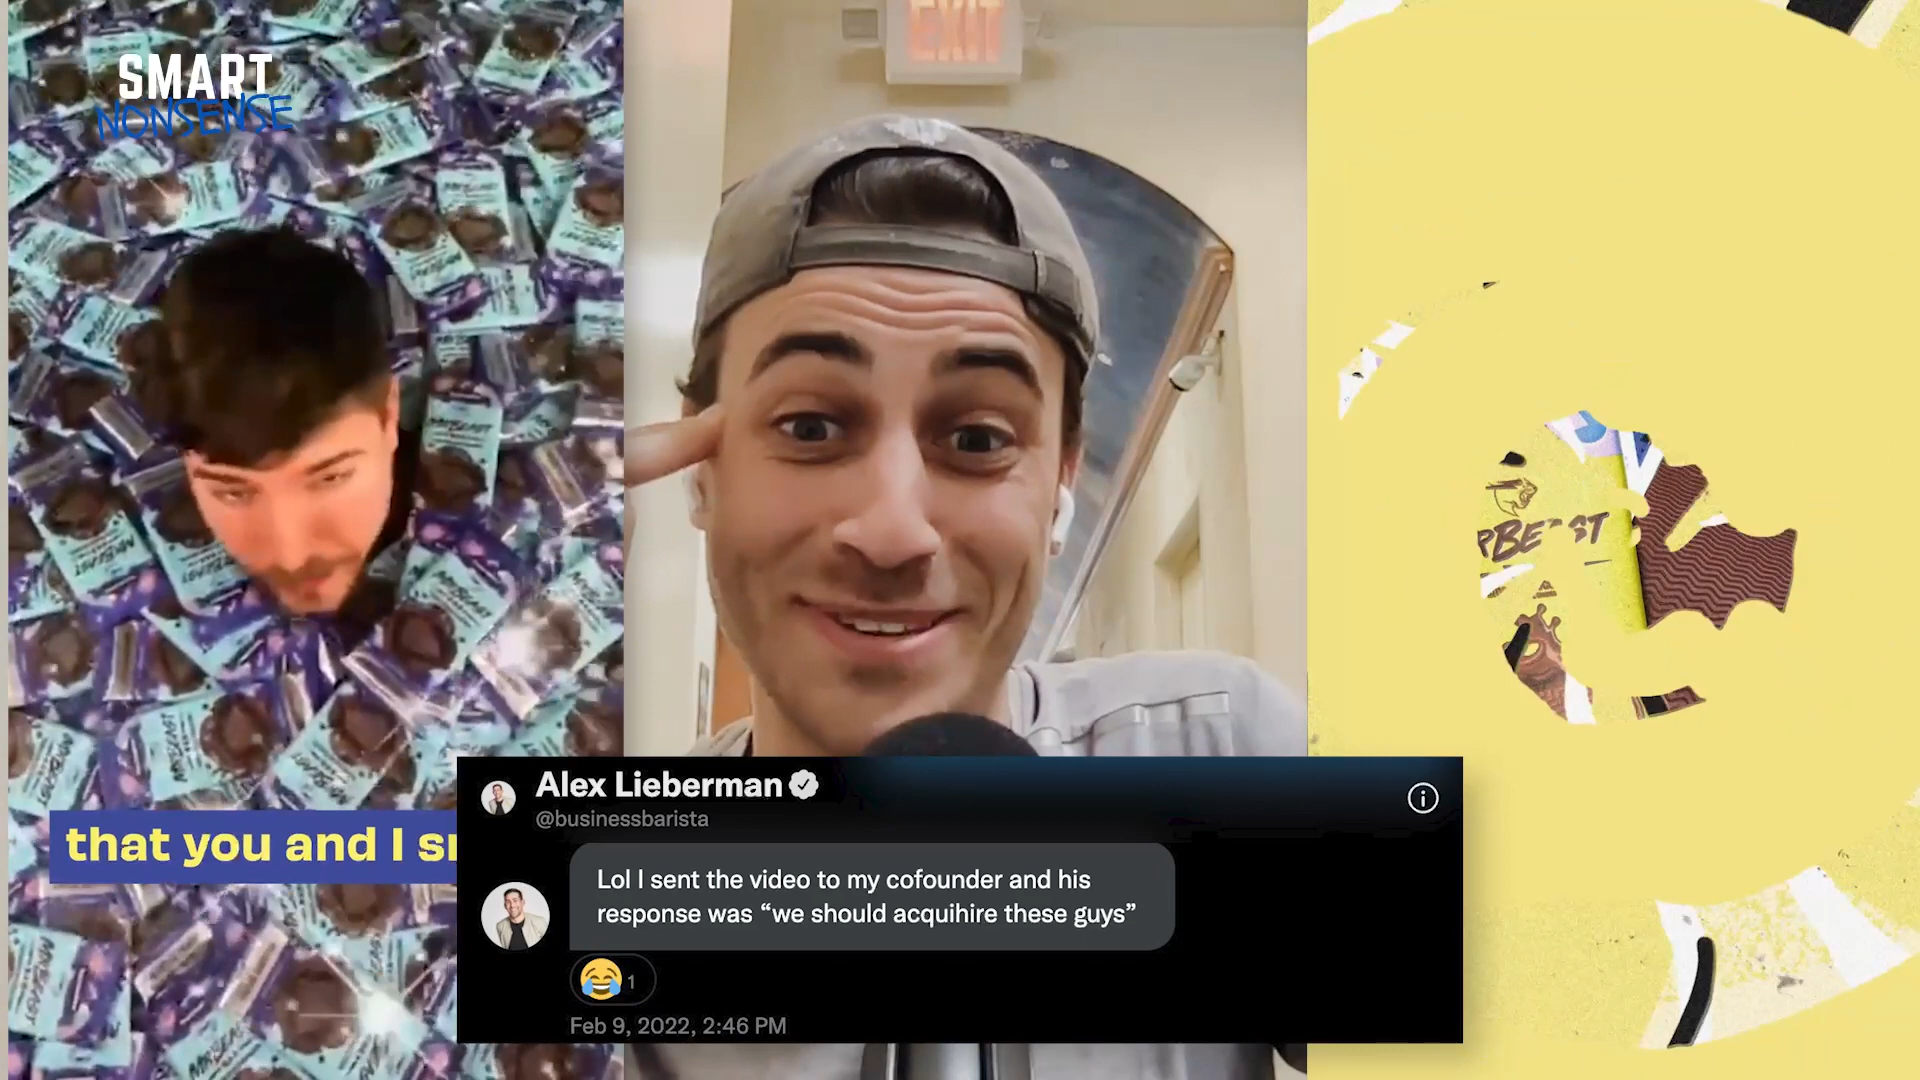 EXIT
SMART
NONSENSE
that you and I
Alex Lieberman
@businessbarista
Lol I sent the video to my cofounder and his
response was “we should acquihire these guys”
😂 1
Feb 9, 2022, 2:46 PM